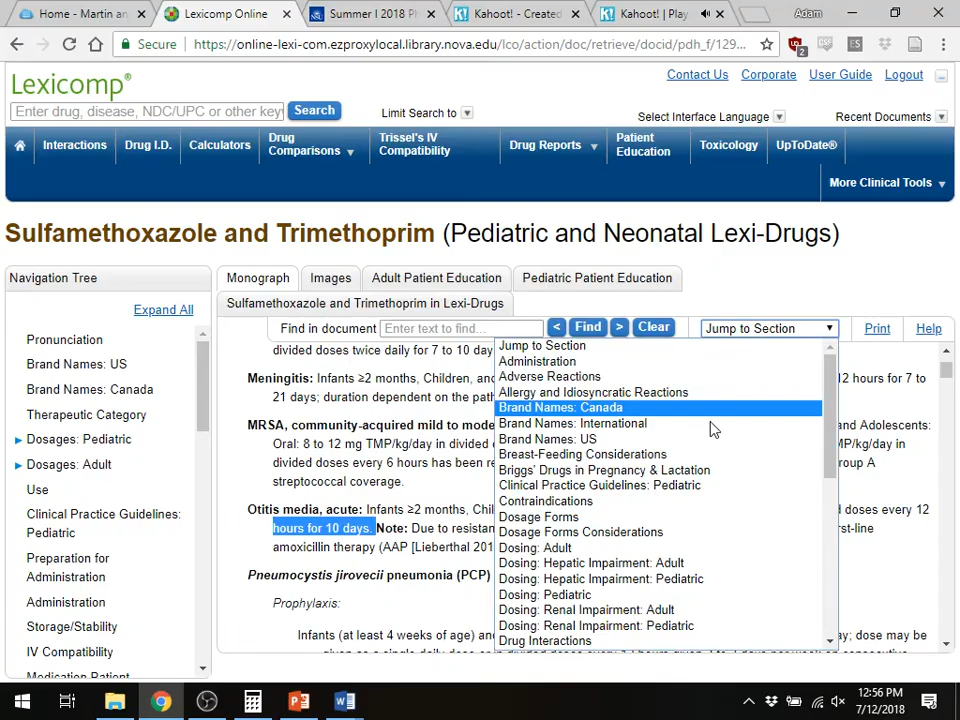 Home - Martin and
Lexicomp Online
Summer I 2018 Ph
Kahoot! - Created
Kahoot! | Play
Adam
Secure
https://online-lexi-com.ezproxylocal.library.nova.edu/lco/action/doc/retrieve/docid/pdh_f/129...
Lexicomp®
Contact Us
Corporate
User Guide
Logout
Enter drug, disease, NDC/UPC or other key
Search
Limit Search to
Select Interface Language
Recent Documents
Interactions
Drug I.D.
Calculators
Drug Comparisons
Trissel's IV Compatibility
Drug Reports
Patient Education
Toxicology
UpToDate®
More Clinical Tools
Sulfamethoxazole and Trimethoprim (Pediatric and Neonatal Lexi-Drugs)
Navigation Tree
Expand All
Pronunciation
Brand Names: US
Brand Names: Canada
Therapeutic Category
Dosages: Pediatric
Dosages: Adult
Use
Clinical Practice Guidelines:
Pediatric
Preparation for
Administration
Administration
Storage/Stability
IV Compatibility
Medication Patient
Monograph
Images
Adult Patient Education
Pediatric Patient Education
Sulfamethoxazole and Trimethoprim in Lexi-Drugs
Find in document
Enter text to find...
<
Find
>
Clear
Jump to Section
Print
Help
divided doses twice daily for 7 to 10 day
Meningitis: Infants ≥2 months, Children, an
12 hours for 7 to
21 days; duration dependent on the pat
MRSA, community-acquired mild to mode
and Adolescents:
Oral: 8 to 12 mg TMP/kg/day in divided
divided doses every 6 hours has been re
roup A
streptococcal coverage.
Otitis media, acute: Infants ≥2 months, Chil
d doses every 12
hours for 10 days. Note: Due to resistan
rst-line
amoxicillin therapy (AAP [Lieberthal 201
Pneumocystis jirovecii pneumonia (PCP)
Prophylaxis:
Infants (at least 4 weeks of age) and
ay; dose may be
Jump to Section
Administration
Adverse Reactions
Allergy and Idiosyncratic Reactions
Brand Names: Canada
Brand Names: International
Brand Names: US
Breast-Feeding Considerations
Briggs' Drugs in Pregnancy & Lactation
Clinical Practice Guidelines: Pediatric
Contraindications
Dosage Forms
Dosage Forms Considerations
Dosing: Adult
Dosing: Hepatic Impairment: Adult
Dosing: Hepatic Impairment: Pediatric
Dosing: Pediatric
Dosing: Renal Impairment: Adult
Dosing: Renal Impairment: Pediatric
Drug Interactions
12:56 PM
7/12/2018